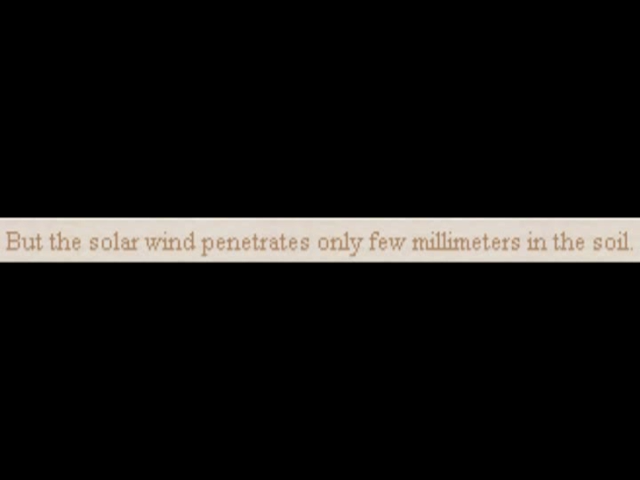 But the solar wind penetrates only few millimeters in the soil.